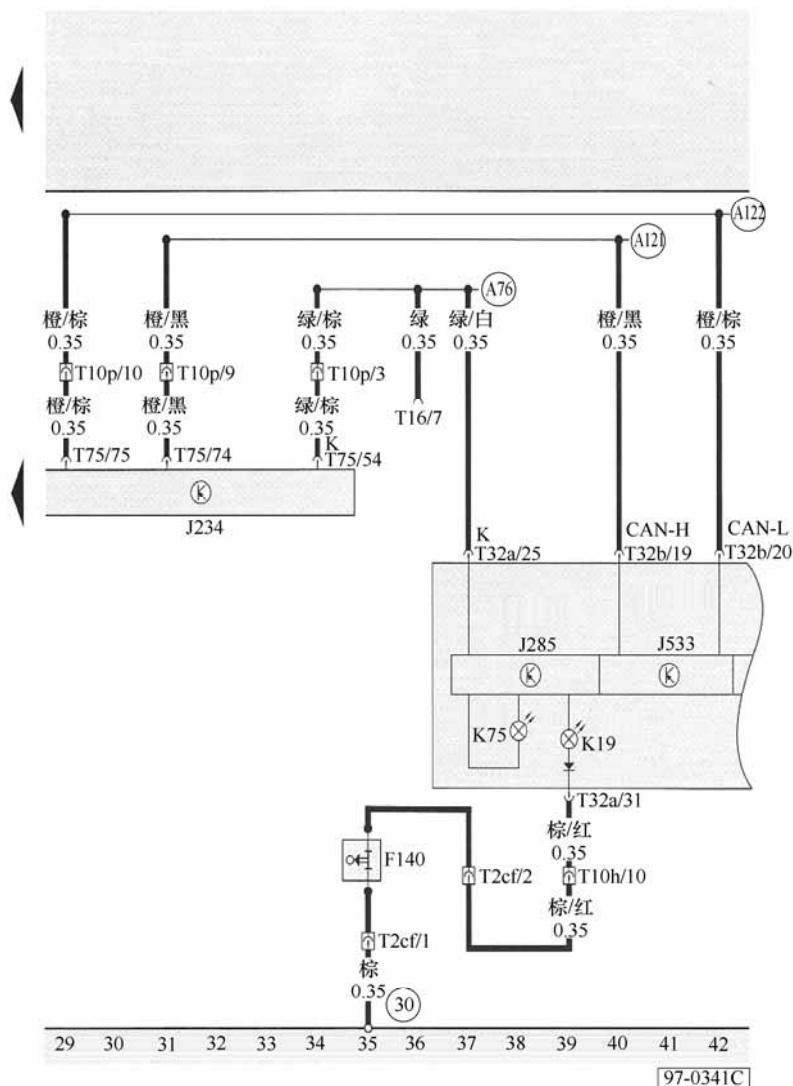 A122
A121
A76
橙/棕 橙/黑 绿/棕 绿 绿/白 橙/黑 橙/棕
0.35 0.35 0.35 0.35 0.35 0.35 0.35
T10p/10 T10p/9 T10p/3
橙/棕 橙/黑 绿/棕 T16/7
0.35 0.35 0.35
K
T75/75 T75/74 T75/54
J234
K CAN-H CAN-L
T32a/25 T32b/19 T32b/20
J285 J533
K75 K19
T32a/31
棕/红
0.35
F140 T2cf/2 T10h/10
棕/红
0.35
T2cf/1
棕
0.35 30
29 30 31 32 33 34 35 36 37 38 39 40 41 42
97-0341C